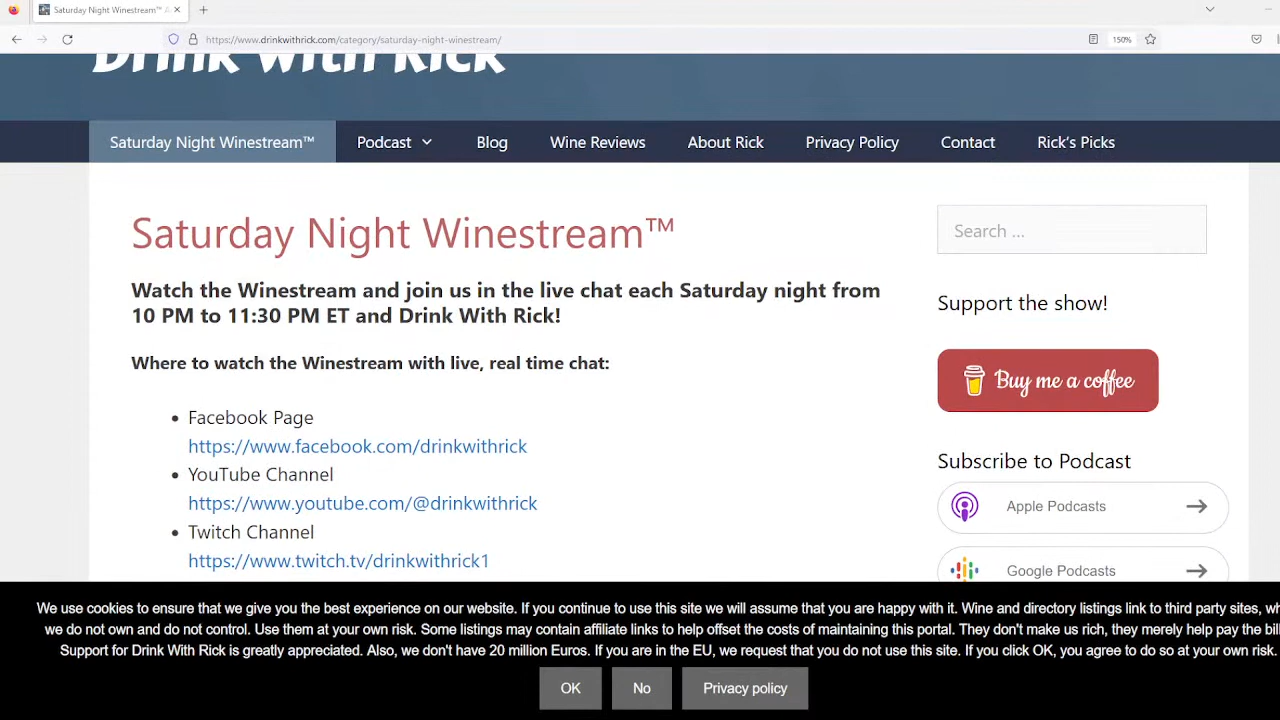 Saturday Night Winestream™
https://www.drinkwithrick.com/category/saturday-night-winestream/
150%
Drink With Rick
Saturday Night Winestream™ Podcast Blog Wine Reviews About Rick Privacy Policy Contact Rick's Picks
Saturday Night Winestream™
Watch the Winestream and join us in the live chat each Saturday night from
10 PM to 11:30 PM ET and Drink With Rick!
Where to watch the Winestream with live, real time chat:
Facebook Page
https://www.facebook.com/drinkwithrick
YouTube Channel
https://www.youtube.com/@drinkwithrick
Twitch Channel
https://www.twitch.tv/drinkwithrick1
Search ...
Support the show!
Buy me a coffee
Subscribe to Podcast
Apple Podcasts
Google Podcasts
We use cookies to ensure that we give you the best experience on our website. If you continue to use this site we will assume that you are happy with it. Wine and directory listings link to third party sites,
we do not own and do not control. Use them at your own risk. Some listings may contain affiliate links to help offset the costs of maintaining this portal. They don't make us rich, they merely help pay the
Support for Drink With Rick is greatly appreciated. Also, we don't have 20 million Euros. If you are in the EU, we request that you do not use this site. If you click OK, you agree to do so at your own risk.
OK No Privacy policy